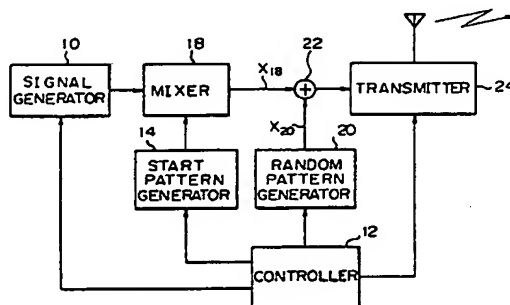 10
SIGNAL
GENERATOR
18
MIXER
X18
22
TRANSMITTER
24
14
START
PATTERN
GENERATOR
X20
20
RANDOM
PATTERN
GENERATOR
12
CONTROLLER